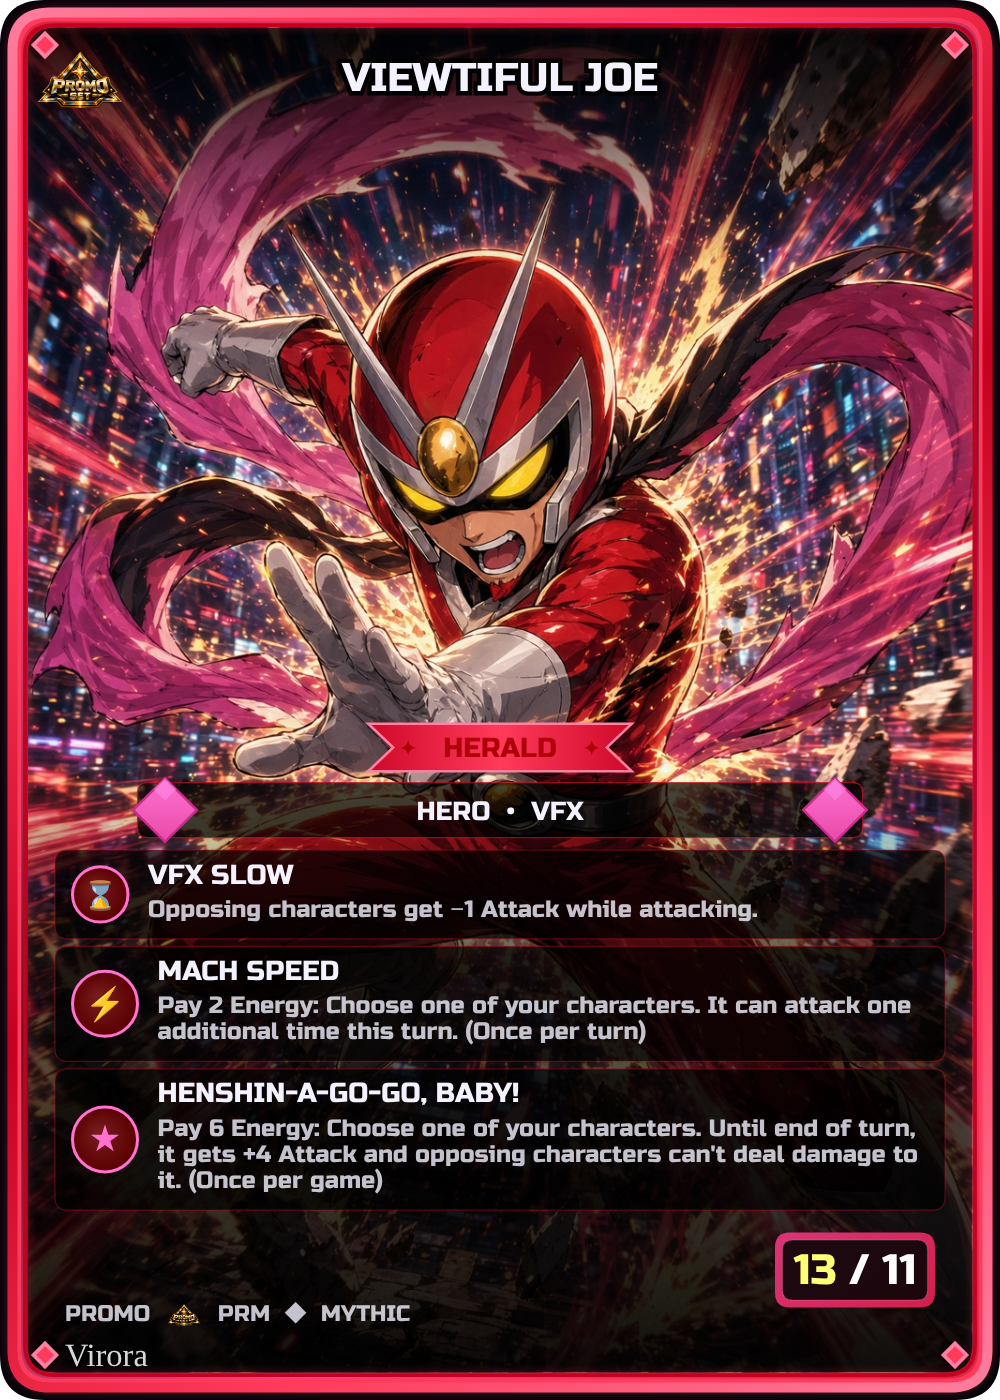 PROMO
SET
VIEWTIFUL JOE
HERALD
HERO • VFX
VFX SLOW
Opposing characters get −1 Attack while attacking.
MACH SPEED
Pay 2 Energy: Choose one of your characters. It can attack one
additional time this turn. (Once per turn)
HENSHIN-A-GO-GO, BABY!
Pay 6 Energy: Choose one of your characters. Until end of turn,
it gets +4 Attack and opposing characters can't deal damage to
it. (Once per game)
13 / 11
PROMO PROMO PRM ◆ MYTHIC
Virora